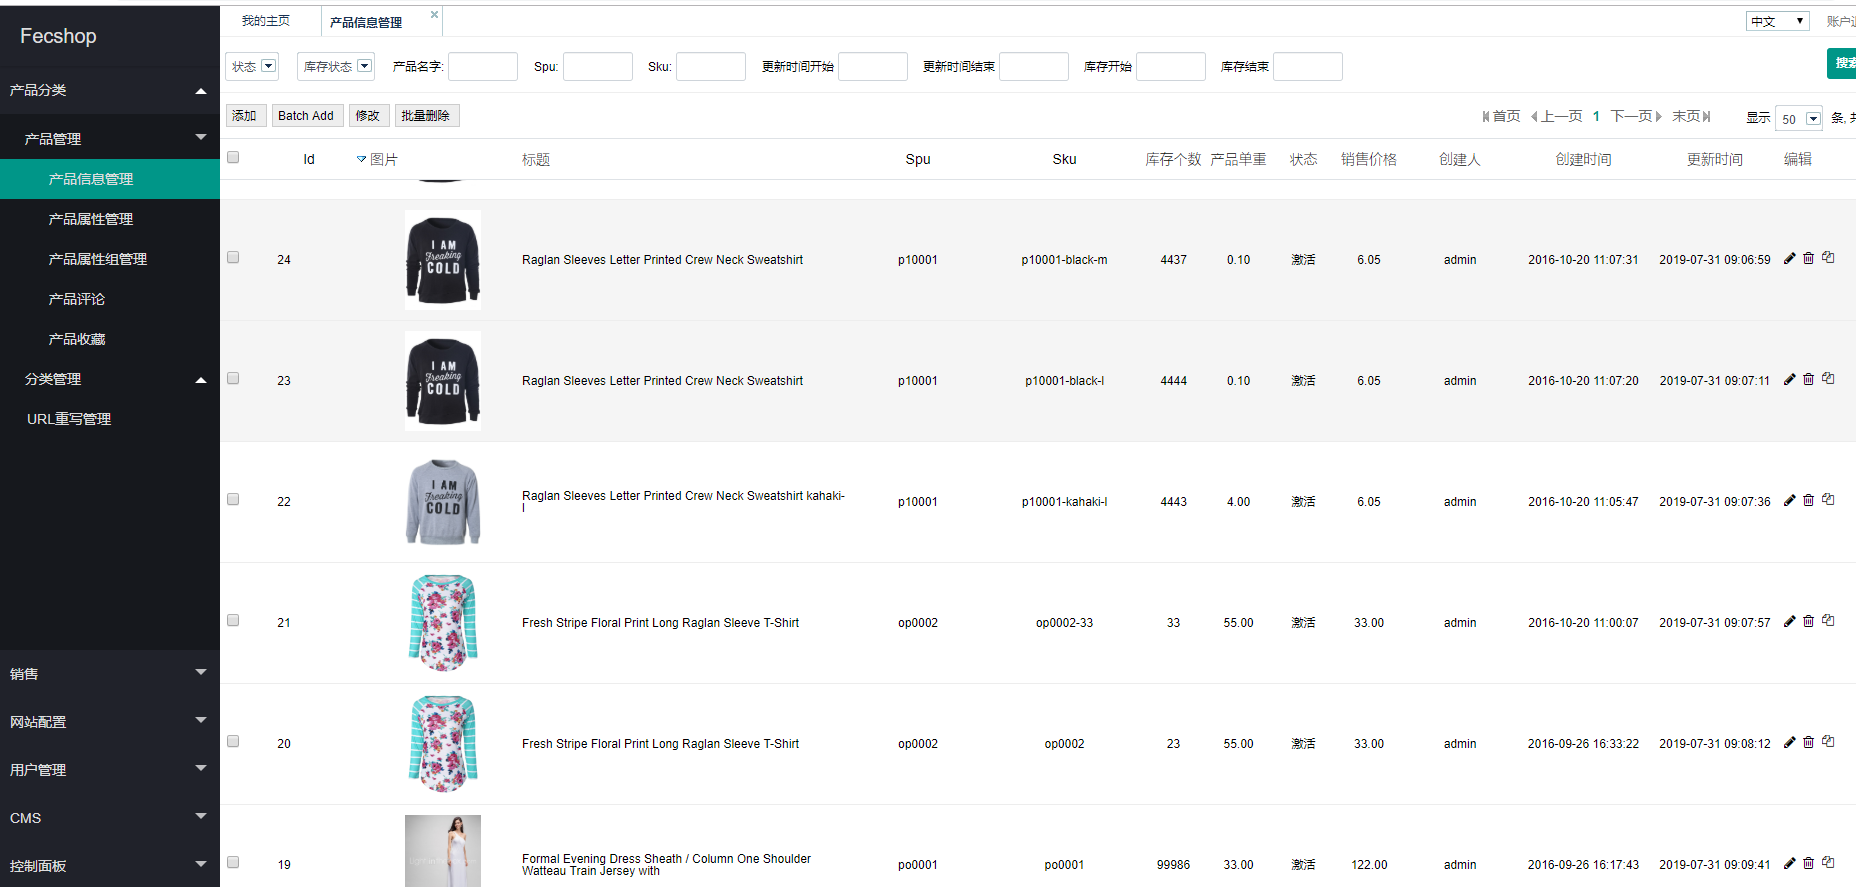 Fecshop
产品分类
产品管理
产品信息管理
产品属性管理
产品属性组管理
产品评论
产品收藏
分类管理
URL重写管理
销售
网站配置
用户管理
CMS
控制面板
我的主页 产品信息管理 中文 账户
状态 库存状态 产品名字: Spu: Sku: 更新时间开始 更新时间结束 库存开始 库存结束 搜索
添加 Batch Add 修改 批量删除 首页 上一页 1 下一页 末页 显示 50 条, 共
Id 图片 标题 Spu Sku 库存个数 产品单重 状态 销售价格 创建人 创建时间 更新时间 编辑
I AM
Freaking
COLD
24 Raglan Sleeves Letter Printed Crew Neck Sweatshirt p10001 p10001-black-m 4437 0.10 激活 6.05 admin 2016-10-20 11:07:31 2019-07-31 09:06:59
I AM
Freaking
COLD
23 Raglan Sleeves Letter Printed Crew Neck Sweatshirt p10001 p10001-black-l 4444 0.10 激活 6.05 admin 2016-10-20 11:07:20 2019-07-31 09:07:11
I AM
Freaking
COLD
22 Raglan Sleeves Letter Printed Crew Neck Sweatshirt kahaki-
l
p10001 p10001-kahaki-l 4443 4.00 激活 6.05 admin 2016-10-20 11:05:47 2019-07-31 09:07:36
21 Fresh Stripe Floral Print Long Raglan Sleeve T-Shirt op0002 op0002-33 33 55.00 激活 33.00 admin 2016-10-20 11:00:07 2019-07-31 09:07:57
20 Fresh Stripe Floral Print Long Raglan Sleeve T-Shirt op0002 op0002 23 55.00 激活 33.00 admin 2016-09-26 16:33:22 2019-07-31 09:08:12
19 Formal Evening Dress Sheath / Column One Shoulder
Watteau Train Jersey with
po0001 po0001 99986 33.00 激活 122.00 admin 2016-09-26 16:17:43 2019-07-31 09:09:41